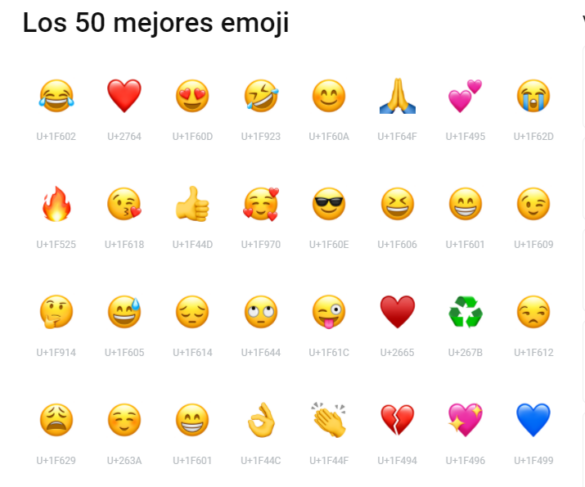 Los 50 mejores emoji
U+1F602 U+2764 U+1F60D U+1F923 U+1F60A U+1F64F U+1F495 U+1F62D
U+1F525 U+1F618 U+1F44D U+1F970 U+1F60E U+1F606 U+1F601 U+1F609
U+1F914 U+1F605 U+1F614 U+1F644 U+1F61C U+2665 U+267B U+1F612
U+1F629 U+263A U+1F601 U+1F44C U+1F44F U+1F494 U+1F496 U+1F499